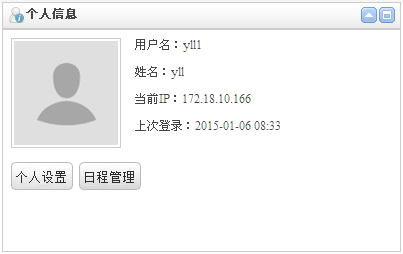 个人信息
用户名：yll1
姓名：yll
当前IP：172.18.10.166
上次登录：2015-01-06 08:33
个人设置 日程管理